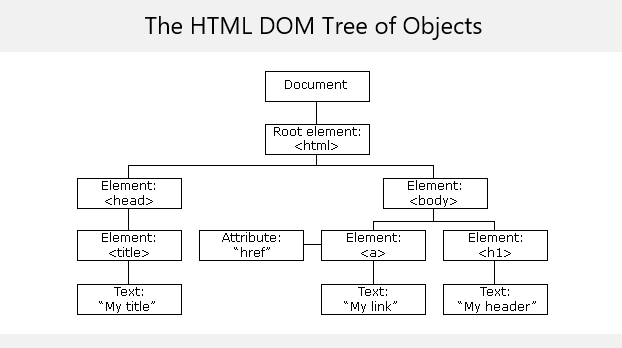 The HTML DOM Tree of Objects
Document
Root element:
<html>
Element:
<head>
Element:
<body>
Element:
<title>
Attribute:
“href”
Element:
<a>
Element:
<h1>
Text:
“My title”
Text:
“My link”
Text:
“My header”